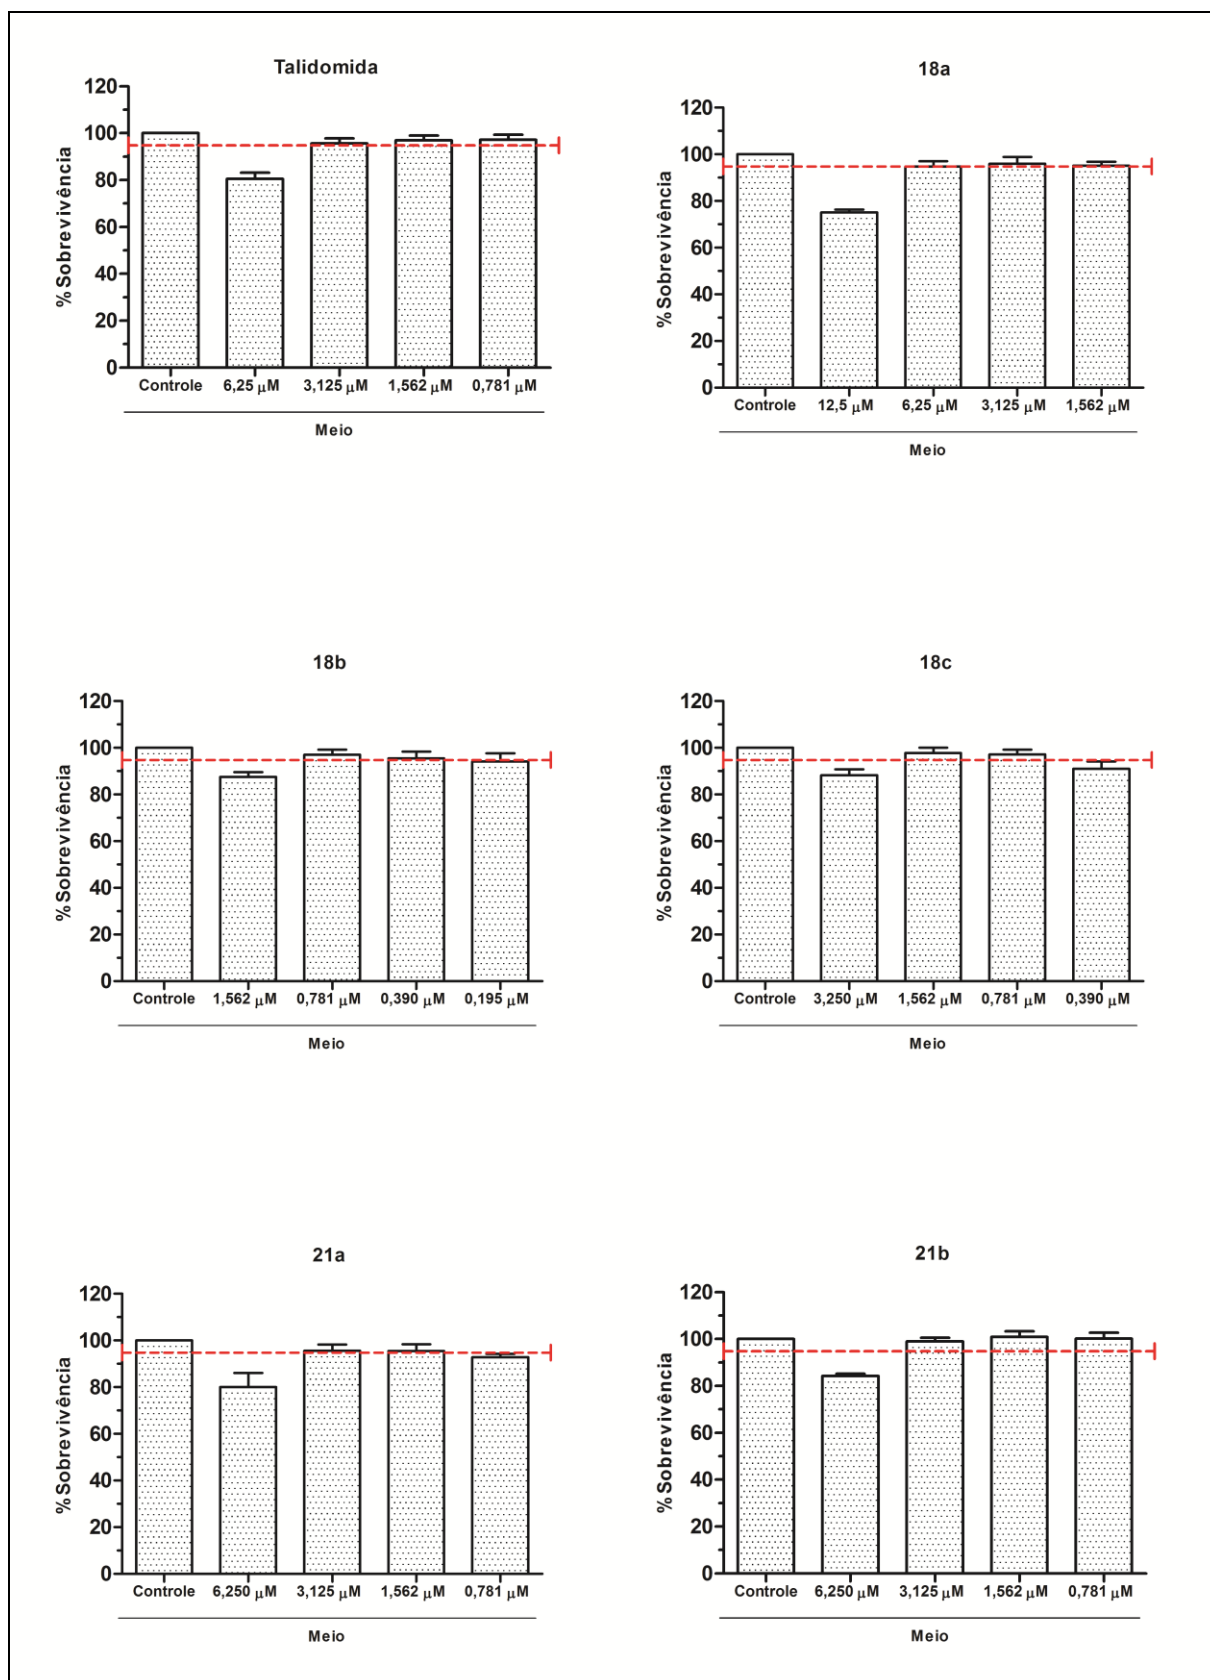 Talidomida
% Sobrevivência
120
100
80
60
40
20
0
Controle 6,25 µM 3,125 µM 1,562 µM 0,781 µM
Meio
18a
% Sobrevivência
120
100
80
60
40
20
0
Controle 12,5 µM 6,25 µM 3,125 µM 1,562 µM
Meio
18b
% Sobrevivência
120
100
80
60
40
20
0
Controle 1,562 µM 0,781 µM 0,390 µM 0,195 µM
Meio
18c
% Sobrevivência
120
100
80
60
40
20
0
Controle 3,250 µM 1,562 µM 0,781 µM 0,390 µM
Meio
21a
% Sobrevivência
120
100
80
60
40
20
0
Controle 6,250 µM 3,125 µM 1,562 µM 0,781 µM
Meio
21b
% Sobrevivência
120
100
80
60
40
20
0
Controle 6,250 µM 3,125 µM 1,562 µM 0,781 µM
Meio